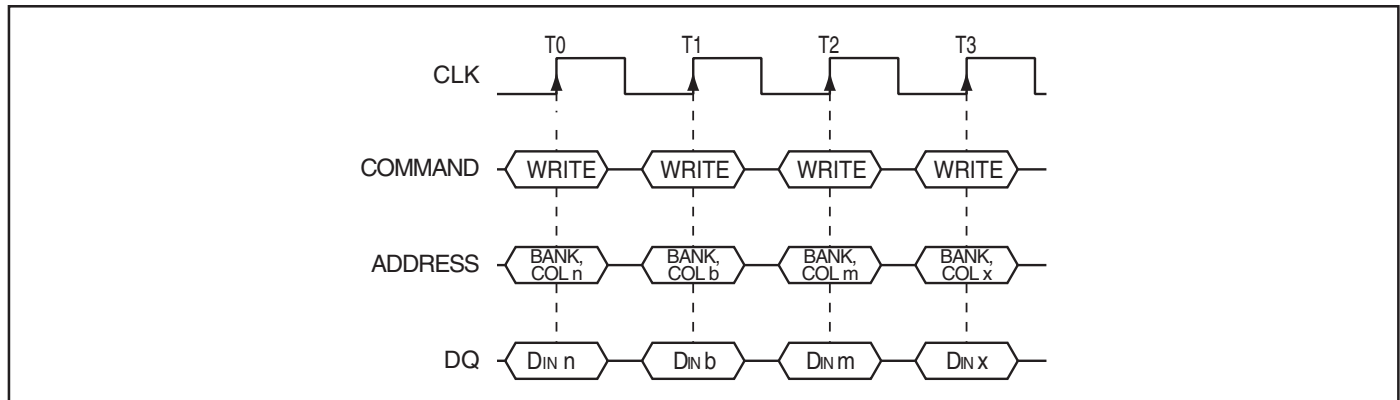 T0 T1 T2 T3
CLK
COMMAND WRITE WRITE WRITE WRITE
ADDRESS BANK, BANK, BANK, BANK,
COL n COL b COL m COL x
DQ DIN n DIN b DIN m DIN x